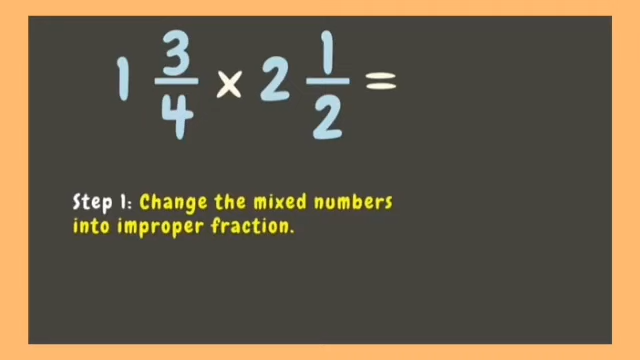 1 3/4 x 2 1/2 =
Step 1: Change the mixed numbers
into improper fraction.